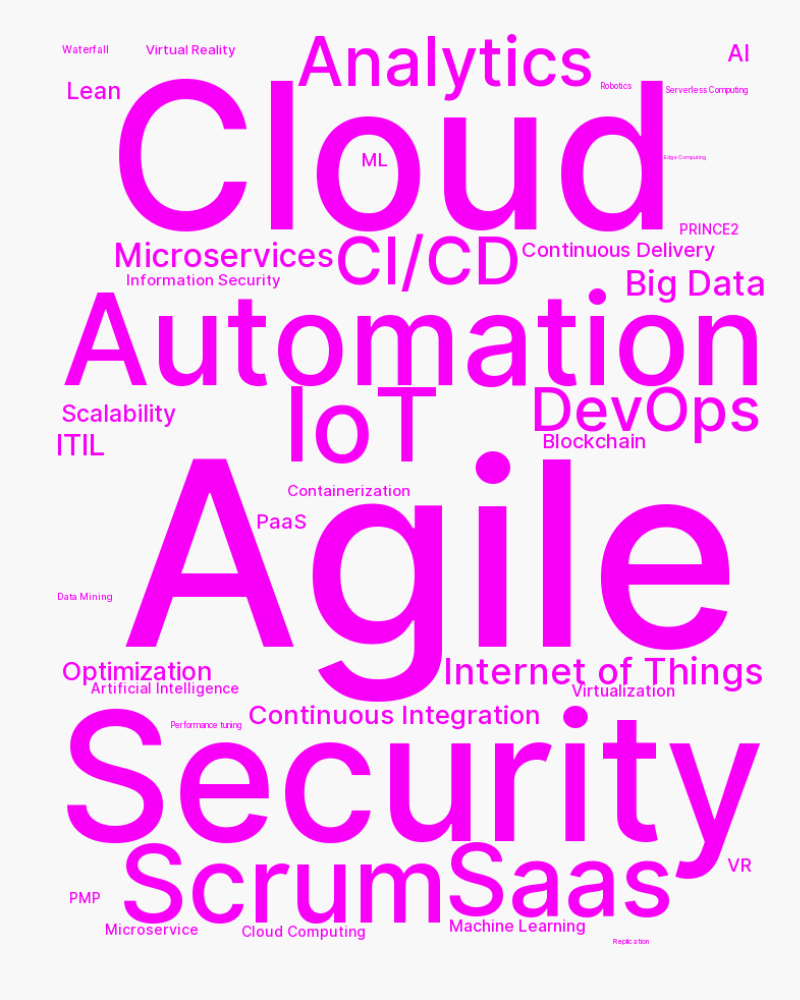 Waterfall
Virtual Reality
Analytics
AI
Lean
Robotics
Serverless Computing
Cloud
ML
Edge Computing
PRINCE2
Microservices
CI/CD
Continuous Delivery
Information Security
Big Data
Automation
IoT
DevOps
Scalability
ITIL
Blockchain
Agile
Containerization
PaaS
Data Mining
Optimization
Internet of Things
Artificial Intelligence
Virtualization
Continuous Integration
Performance tuning
Security
Scrum
Saas
VR
PMP
Microservice
Cloud Computing
Machine Learning
Replication